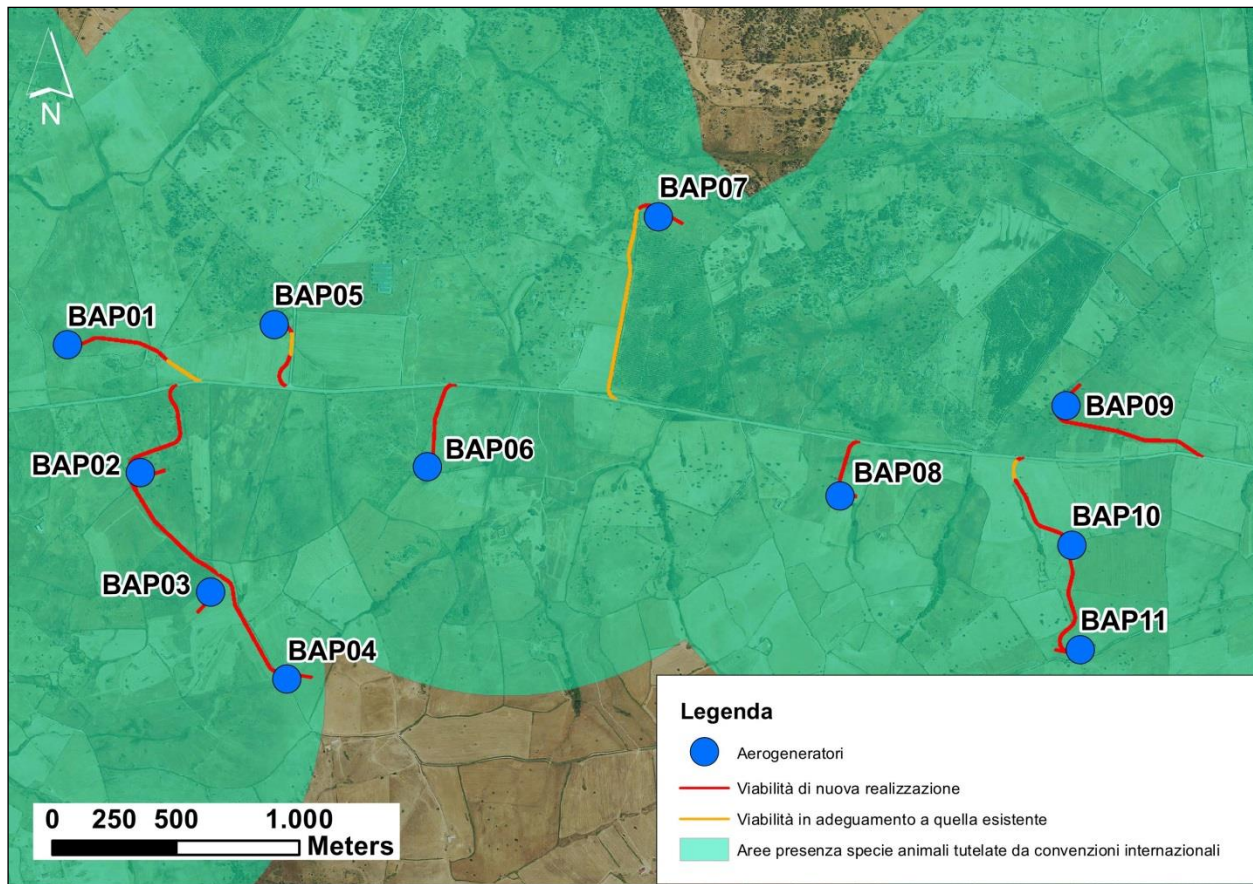 N
BAP07
BAP05
BAP01
BAP09
BAP02
BAP06
BAP08
BAP10
BAP03
BAP04
BAP11
Legenda
Aerogeneratori
Viabilità di nuova realizzazione
Viabilità in adeguamento a quella esistente
Aree presenza specie animali tutelate da convenzioni internazionali
0 250 500 1.000
Meters